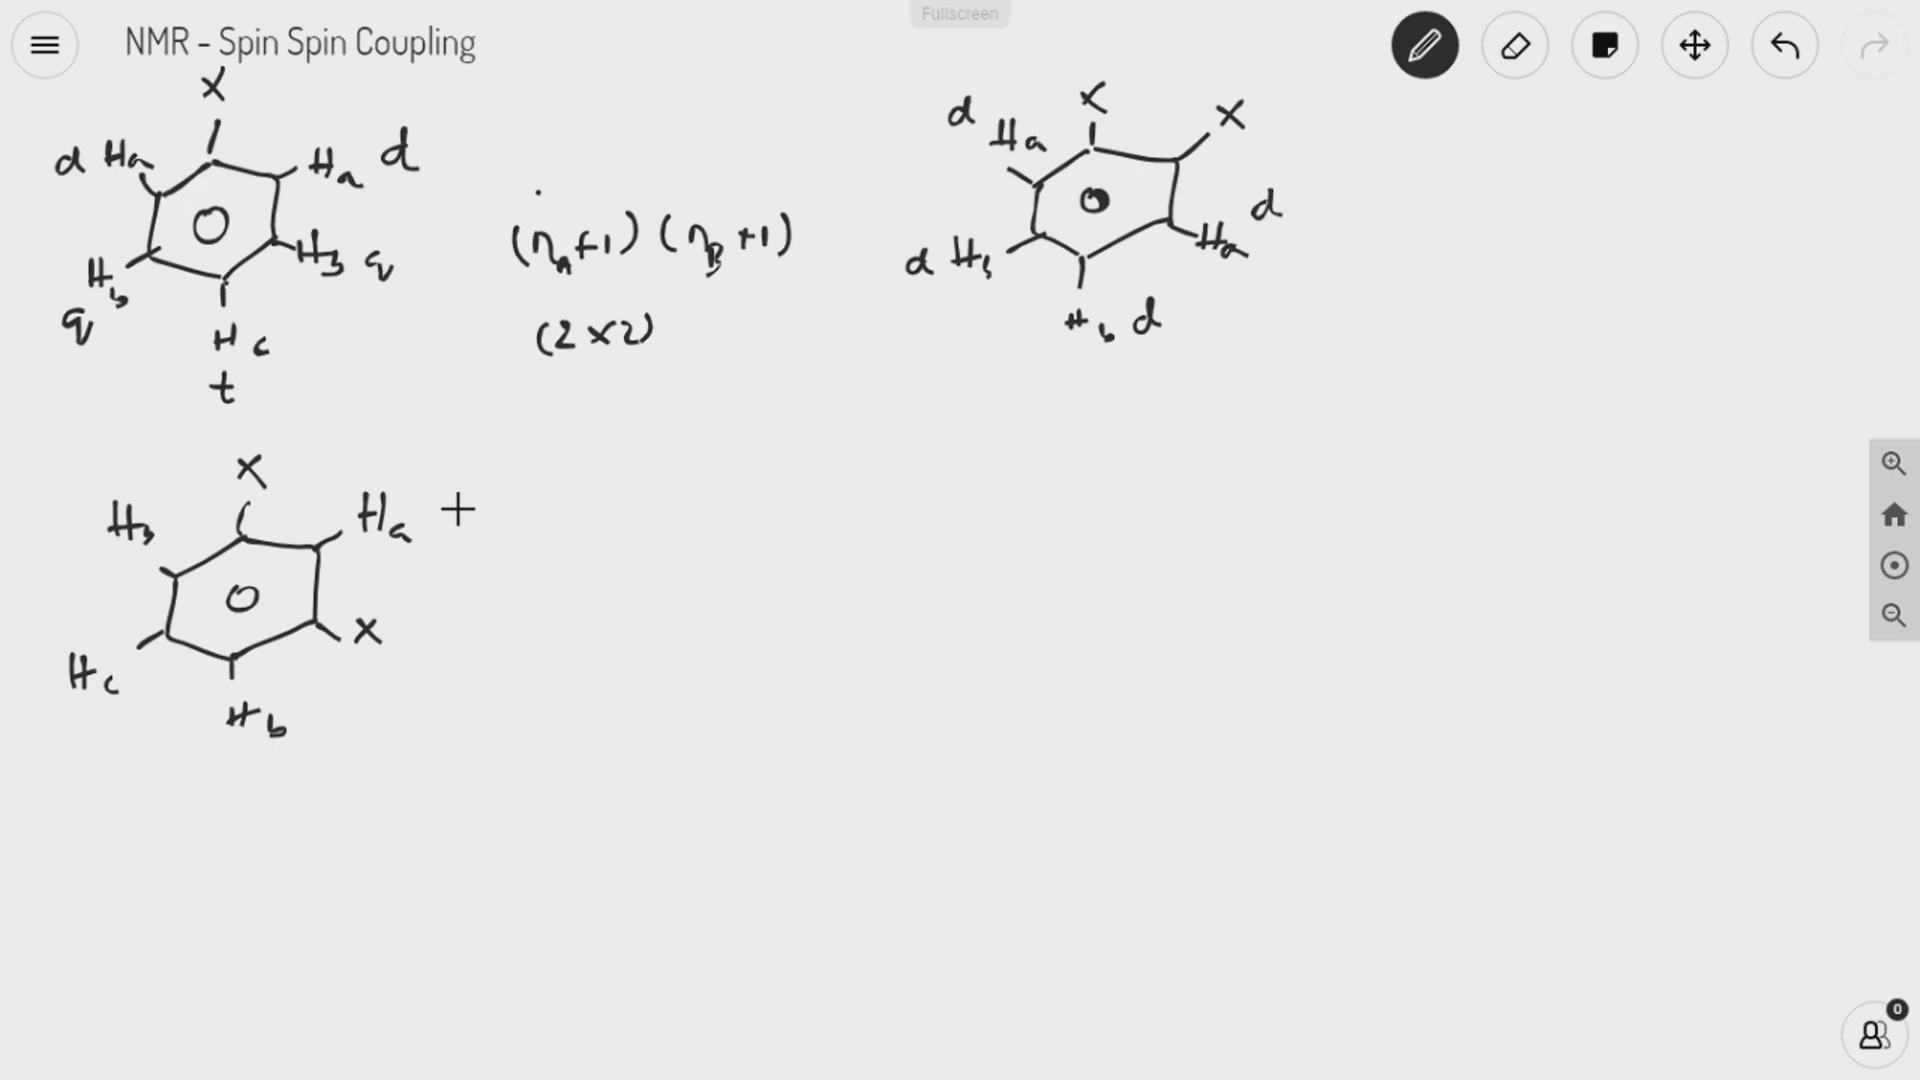 Fullscreen
NMR - Spin Spin Coupling
X
d Ha
Ha d
Hb q
Hb
q
Hc
t
(nA+1) (nB+1)
(2×2)
X
X
d Ha
d
Ha
d Hb
Hb d
X
Hb
Ha
X
Hc
Hb
0